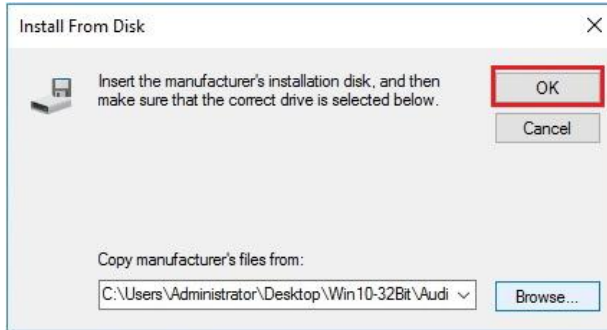 Install From Disk
Insert the manufacturer's installation disk, and then
make sure that the correct drive is selected below.
OK
Cancel
Copy manufacturer's files from:
C:\Users\Administrator\Desktop\Win10-32Bit\Audi
Browse...